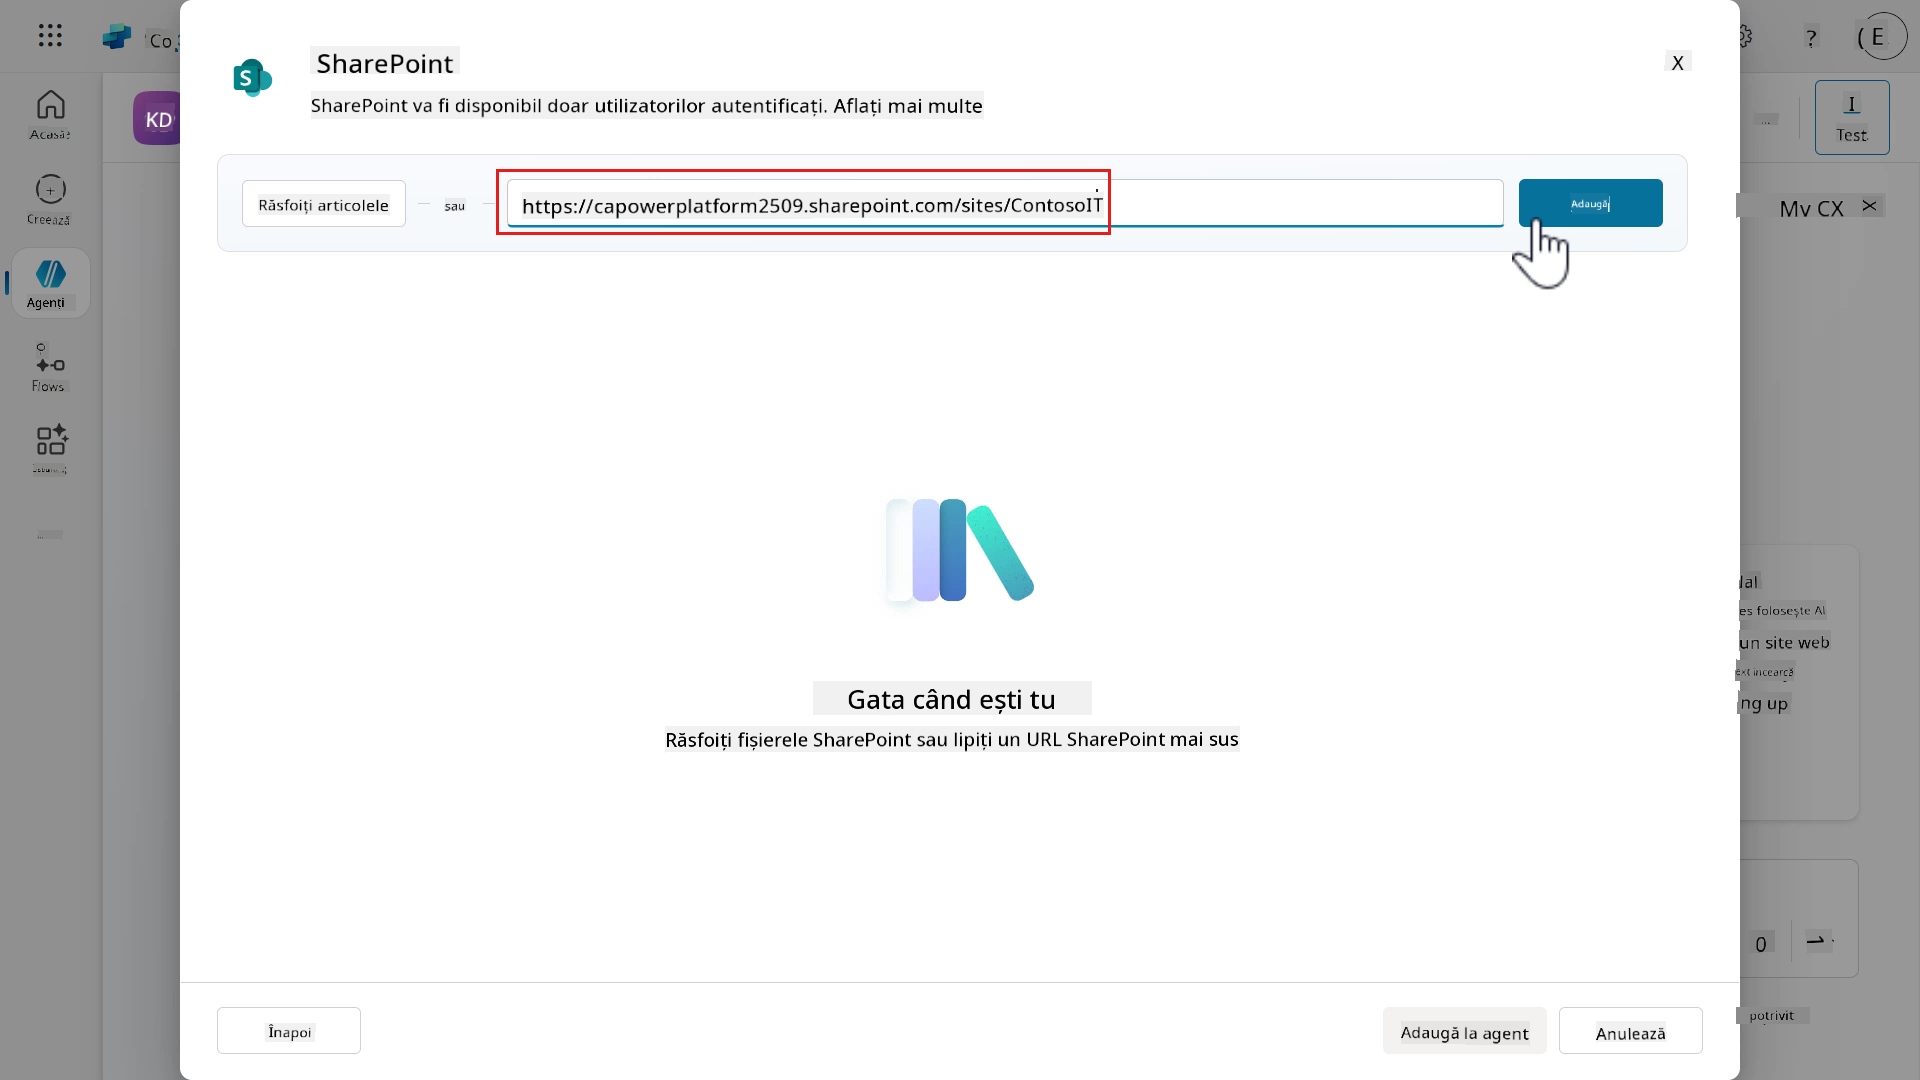 Co
SharePoint
X
?
( E
SharePoint va fi disponibil doar utilizatorilor autentificați. Aflați mai multe
KD
I
Test
Acasă
Răsfoiți articolele
sau
https://capowerplatform2509.sharepoint.com/sites/ContosoIT
Adaugă
My CX
Creează
Agenți
Flows
es folosește AI
un site web
ext incearcă
ng up
Gata când ești tu
Răsfoiți fișierele SharePoint sau lipiți un URL SharePoint mai sus
0
potrivit
Înapoi
Adaugă la agent
Anulează